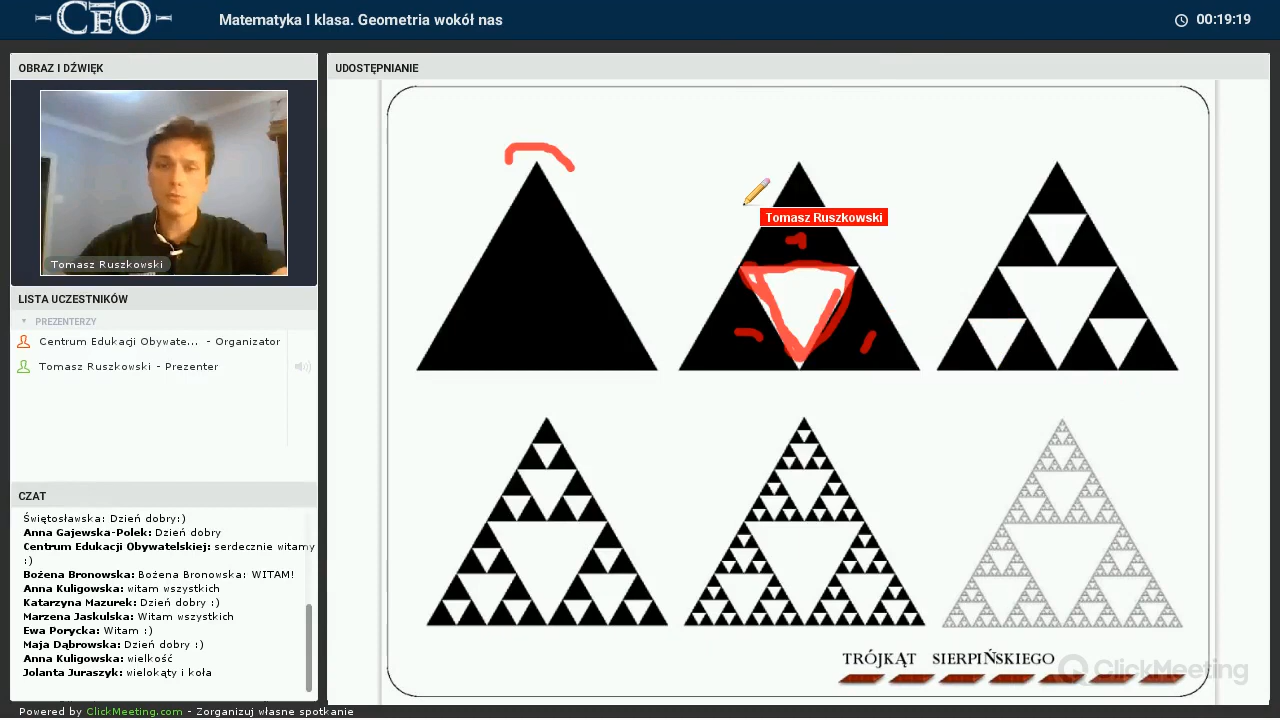 CEO
Matematyka I klasa. Geometria wokół nas
00:19:19
OBRAZ I DŹWIĘK
UDOSTĘPNIANIE
Tomasz Ruszkowski
Tomasz Ruszkowski
LISTA UCZESTNIKÓW
PREZENTERZY
Centrum Edukacji Obywate... - Organizator
Tomasz Ruszkowski - Prezenter
CZAT
Świętosławska: Dzień dobry:)
Anna Gajewska-Polek: Dzień dobry
Centrum Edukacji Obywatelskiej: serdecznie witamy
:)
Bożena Bronowska: Bożena Bronowska: WITAM!
Anna Kuligowska: witam wszystkich
Katarzyna Mazurek: Dzień dobry :)
Marzena Jaskulska: Witam wszystkich
Ewa Porycka: Witam :)
Maja Dąbrowska: Dzień dobry :)
Anna Kuligowska: wielkość
Jolanta Juraszyk: wielokąty i koła
TRÓJKĄT SIERPIŃSKIEGO
ClickMeeting
Powered by ClickMeeting.com - Zorganizuj własne spotkanie